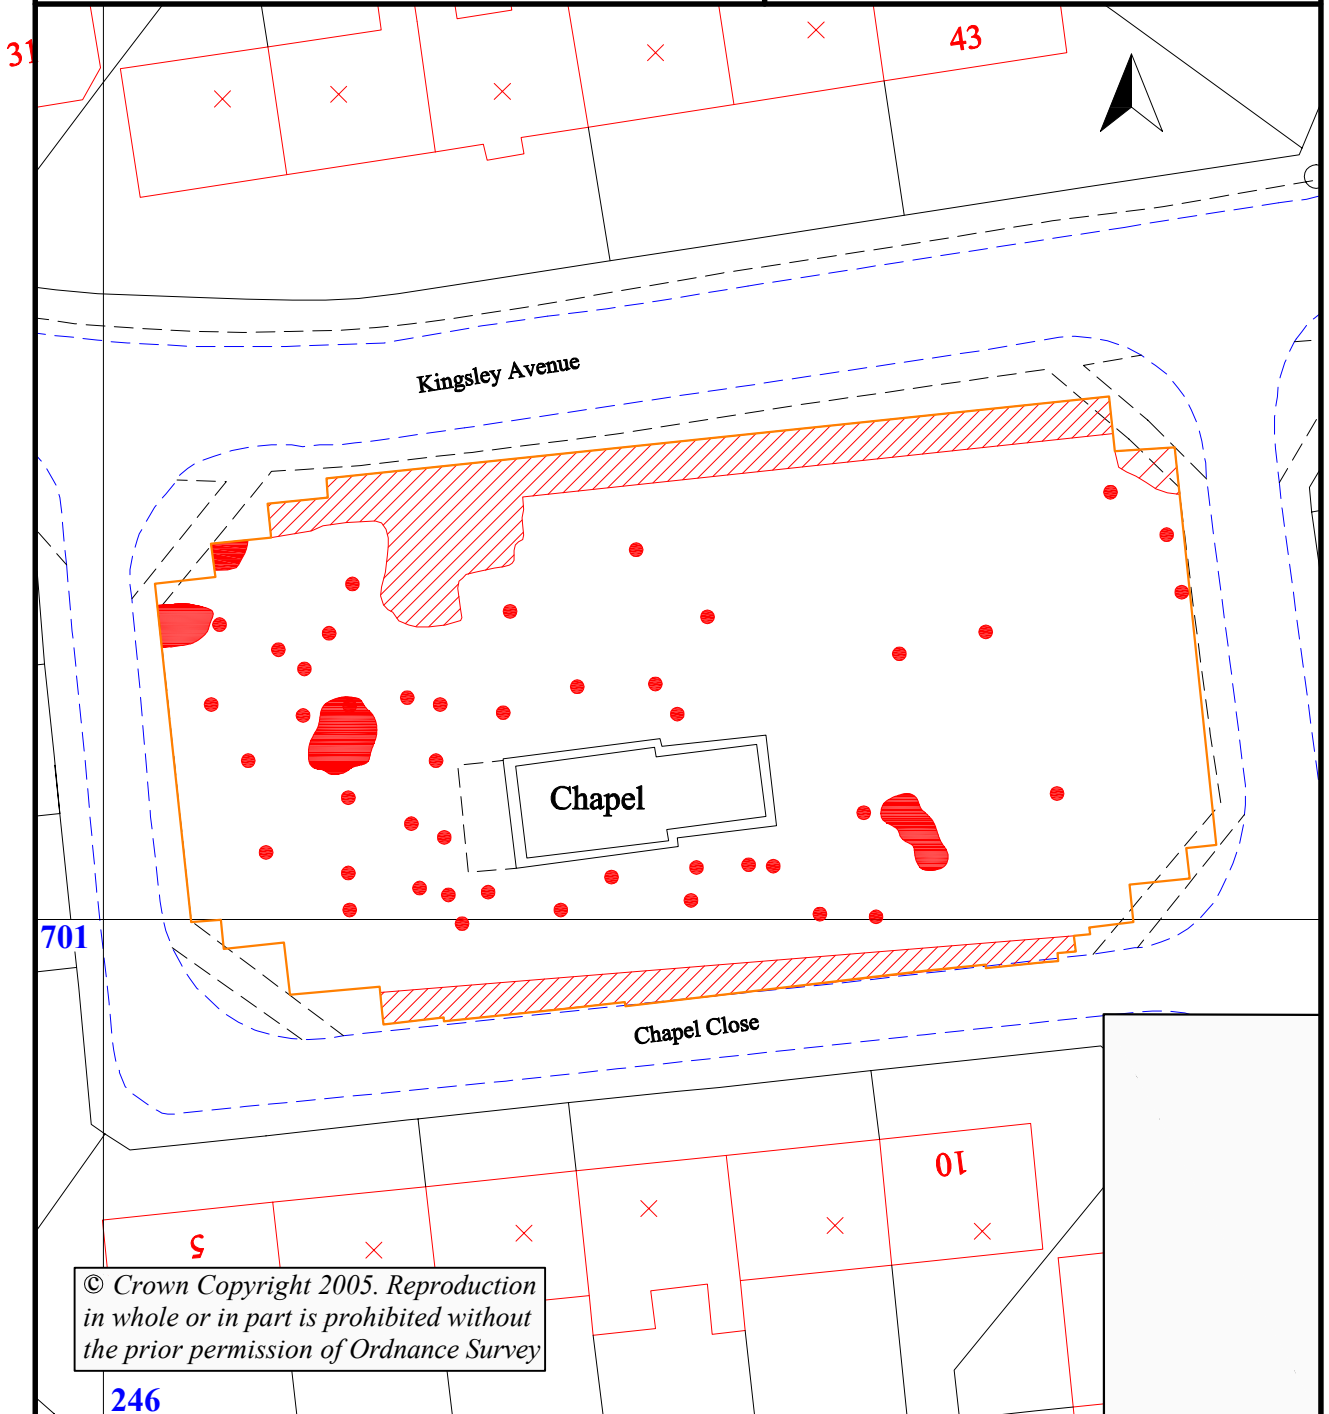 31
43
Kingsley Avenue
Chapel
701
Chapel Close
10
5
© Crown Copyright 2005. Reproduction
in whole or in part is prohibited without
the prior permission of Ordnance Survey
246